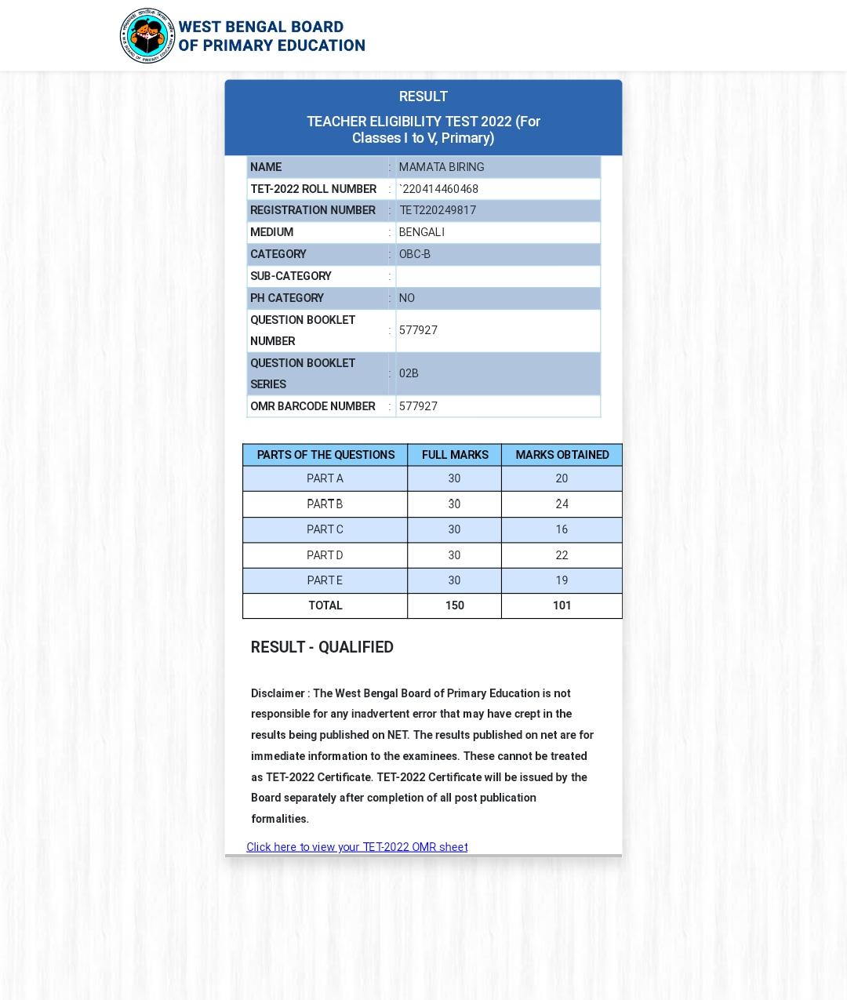 WEST BENGAL BOARD
OF PRIMARY EDUCATION
RESULT
TEACHER ELIGIBILITY TEST 2022 (For
Classes I to V, Primary)
NAME : MAMATA BIRING
TET-2022 ROLL NUMBER : `220414460468
REGISTRATION NUMBER : TET220249817
MEDIUM : BENGALI
CATEGORY : OBC-B
SUB-CATEGORY :
PH CATEGORY : NO
QUESTION BOOKLET
NUMBER : 577927
QUESTION BOOKLET
SERIES : 02B
OMR BARCODE NUMBER : 577927
PARTS OF THE QUESTIONS FULL MARKS MARKS OBTAINED
PART A 30 20
PART B 30 24
PART C 30 16
PART D 30 22
PART E 30 19
TOTAL 150 101
RESULT - QUALIFIED
Disclaimer : The West Bengal Board of Primary Education is not
responsible for any inadvertent error that may have crept in the
results being published on NET. The results published on net are for
immediate information to the examinees. These cannot be treated
as TET-2022 Certificate. TET-2022 Certificate will be issued by the
Board separately after completion of all post publication
formalities.
Click here to view your TET-2022 OMR sheet